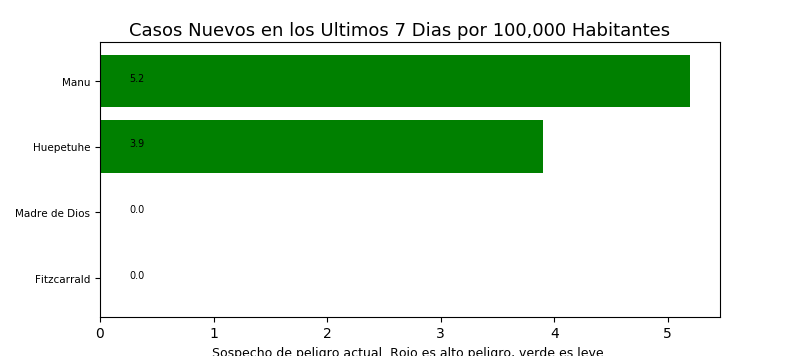 Casos Nuevos en los Ultimos 7 Dias por 100,000 Habitantes
Manu 5.2
Huepetuhe 3.9
Madre de Dios 0.0
Fitzcarrald 0.0
0 1 2 3 4 5
Sospecho de peligro actual. Rojo es alto peligro, verde es leve